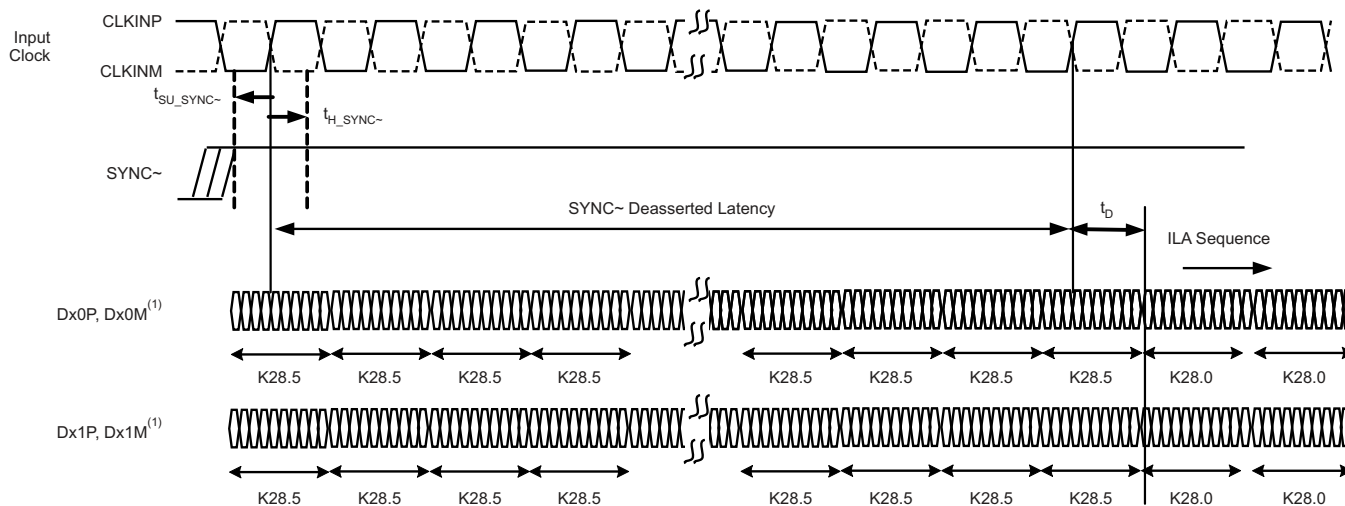 CLKINP
Input
Clock
CLKINM
tSU_SYNC~
tH_SYNC~
SYNC~
SYNC~ Deasserted Latency
tD
ILA Sequence
Dx0P, Dx0M(1)
K28.5 K28.5 K28.5 K28.5 K28.5 K28.5 K28.5 K28.5 K28.0 K28.0
Dx1P, Dx1M(1)
K28.5 K28.5 K28.5 K28.5 K28.5 K28.5 K28.5 K28.5 K28.0 K28.0